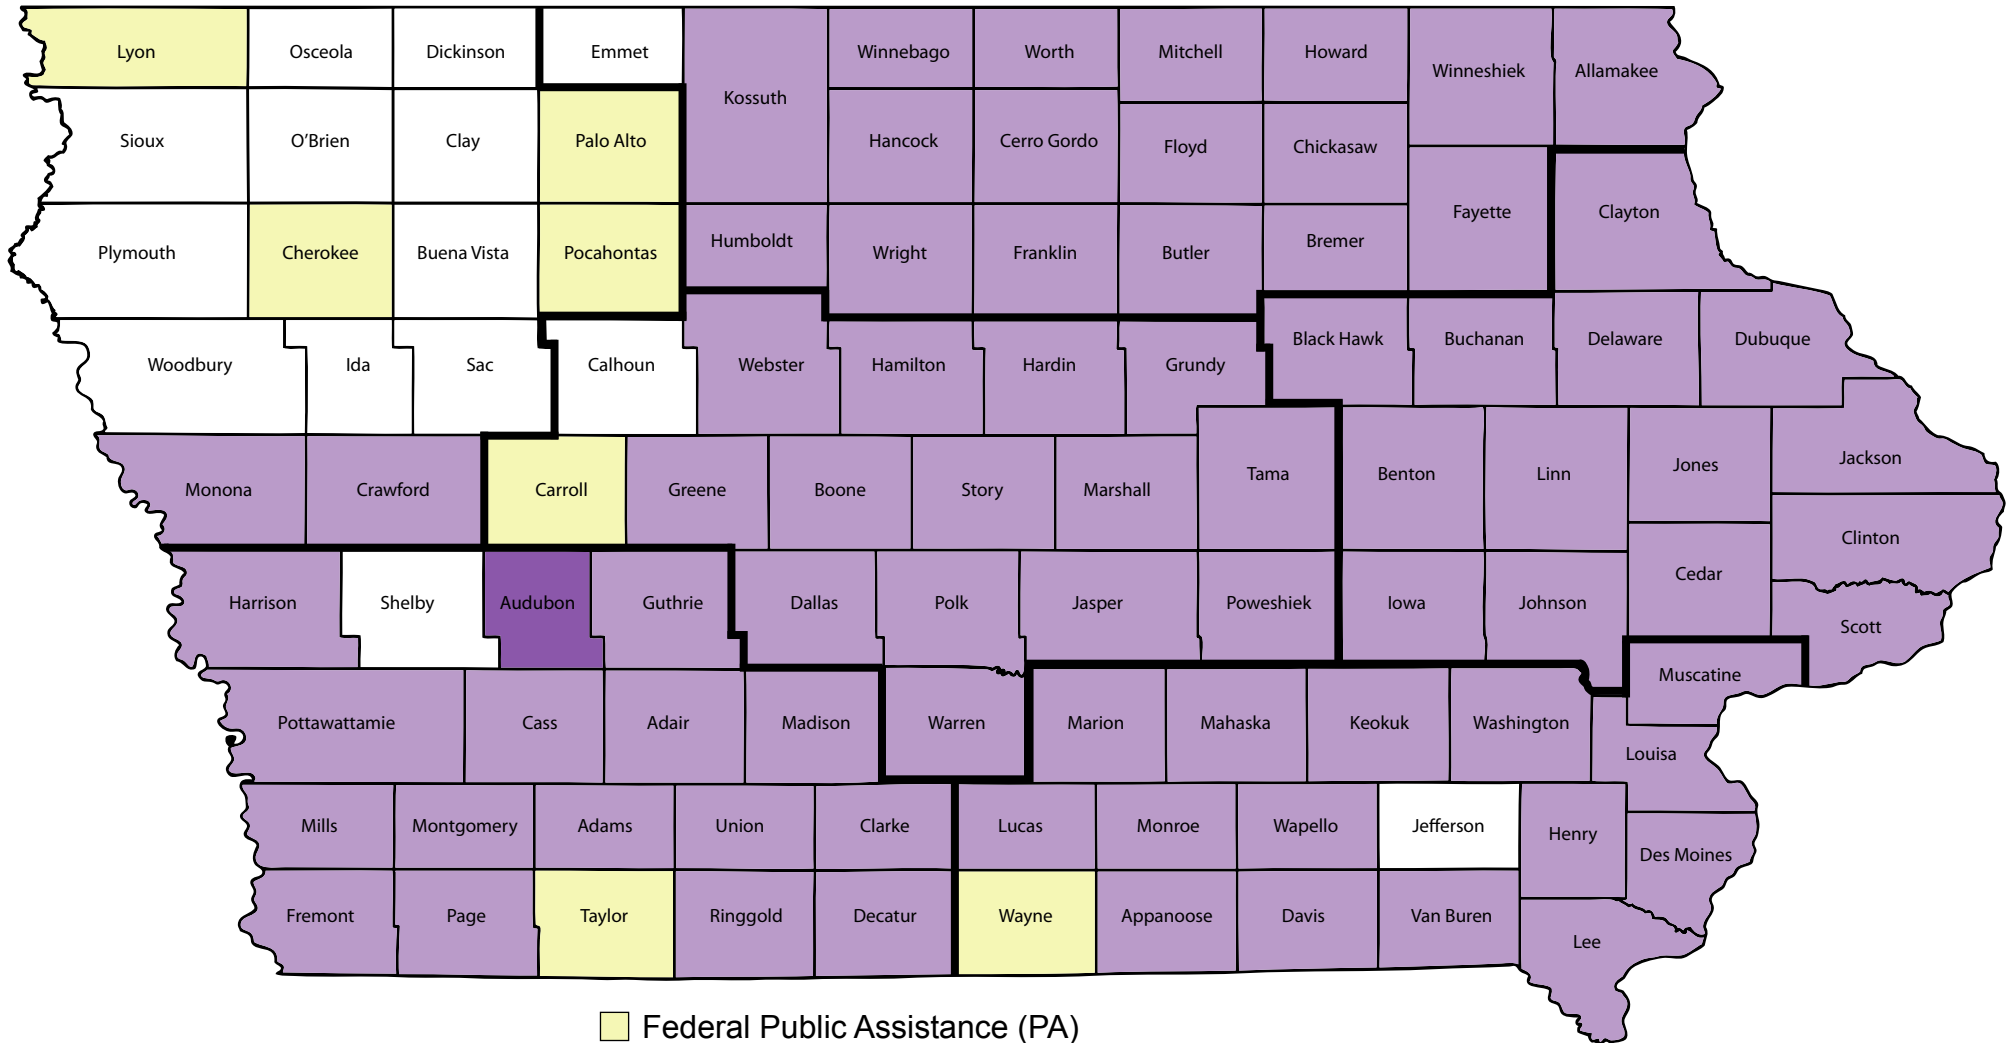 Lyon
Osceola
Dickinson
Emmet
Kossuth
Winnebago
Worth
Mitchell
Howard
Winneshiek
Allamakee
Sioux
O'Brien
Clay
Palo Alto
Hancock
Cerro Gordo
Floyd
Chickasaw
Plymouth
Cherokee
Buena Vista
Pocahontas
Humboldt
Wright
Franklin
Butler
Bremer
Fayette
Clayton
Woodbury
Ida
Sac
Calhoun
Webster
Hamilton
Hardin
Grundy
Black Hawk
Buchanan
Delaware
Dubuque
Monona
Crawford
Carroll
Greene
Boone
Story
Marshall
Tama
Benton
Linn
Jones
Jackson
Clinton
Harrison
Shelby
Audubon
Guthrie
Dallas
Polk
Jasper
Poweshiek
Iowa
Johnson
Cedar
Scott
Pottawattamie
Cass
Adair
Madison
Warren
Marion
Mahaska
Keokuk
Washington
Muscatine
Louisa
Mills
Montgomery
Adams
Union
Clarke
Lucas
Monroe
Wapello
Jefferson
Henry
Des Moines
Fremont
Page
Taylor
Ringgold
Decatur
Wayne
Appanoose
Davis
Van Buren
Lee
Federal Public Assistance (PA)